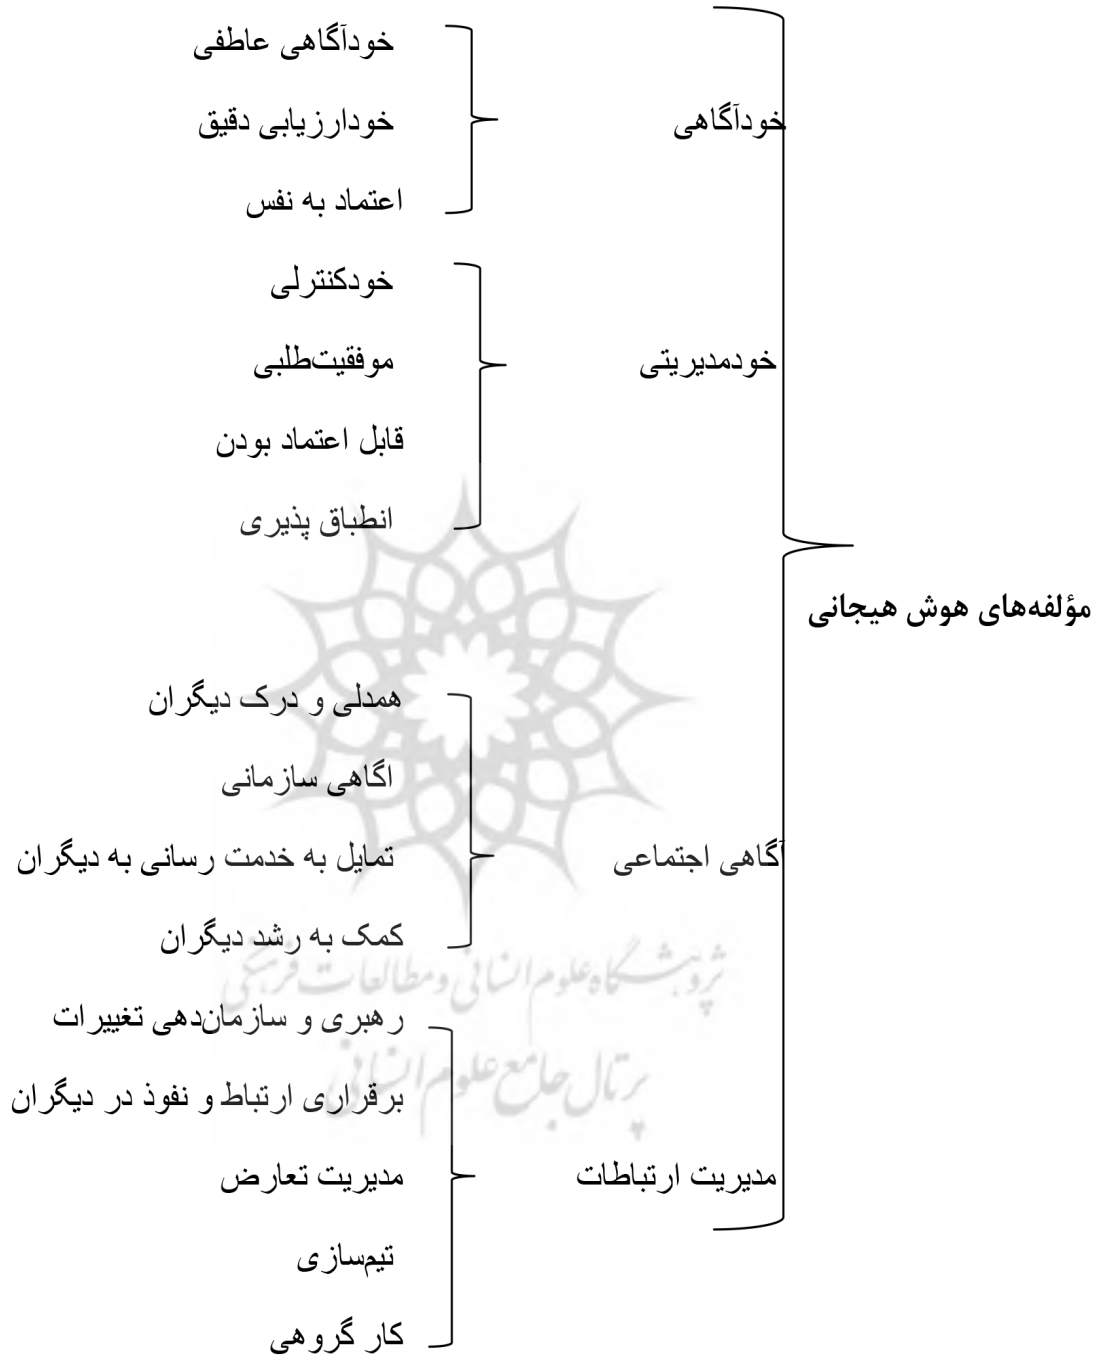 مؤلفه‌های هوش هیجانی
خودآگاهی
خودآگاهی عاطفی
خودارزیابی دقیق
اعتماد به نفس
خودمدیریتی
خودکنترلی
موفقیت‌طلبی
قابل اعتماد بودن
انطباق پذیری
آگاهی اجتماعی
همدلی و درک دیگران
اگاهی سازمانی
تمایل به خدمت رسانی به دیگران
کمک به رشد دیگران
مدیریت ارتباطات
رهبری و سازمان‌دهی تغییرات
برقراری ارتباط و نفوذ در دیگران
مدیریت تعارض
تیم‌سازی
کار گروهی
پژوهشگاه علوم انسانی و مطالعات فرهنگی
پرتال جامع علوم انسانی